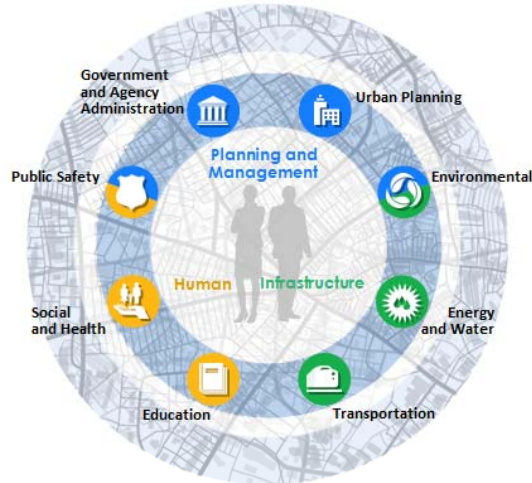 Government
and Agency
Administration
Urban Planning
Planning and
Management
Public Safety
Environmental
Human
Infrastructure
Social
and Health
Energy
and Water
Education
Transportation